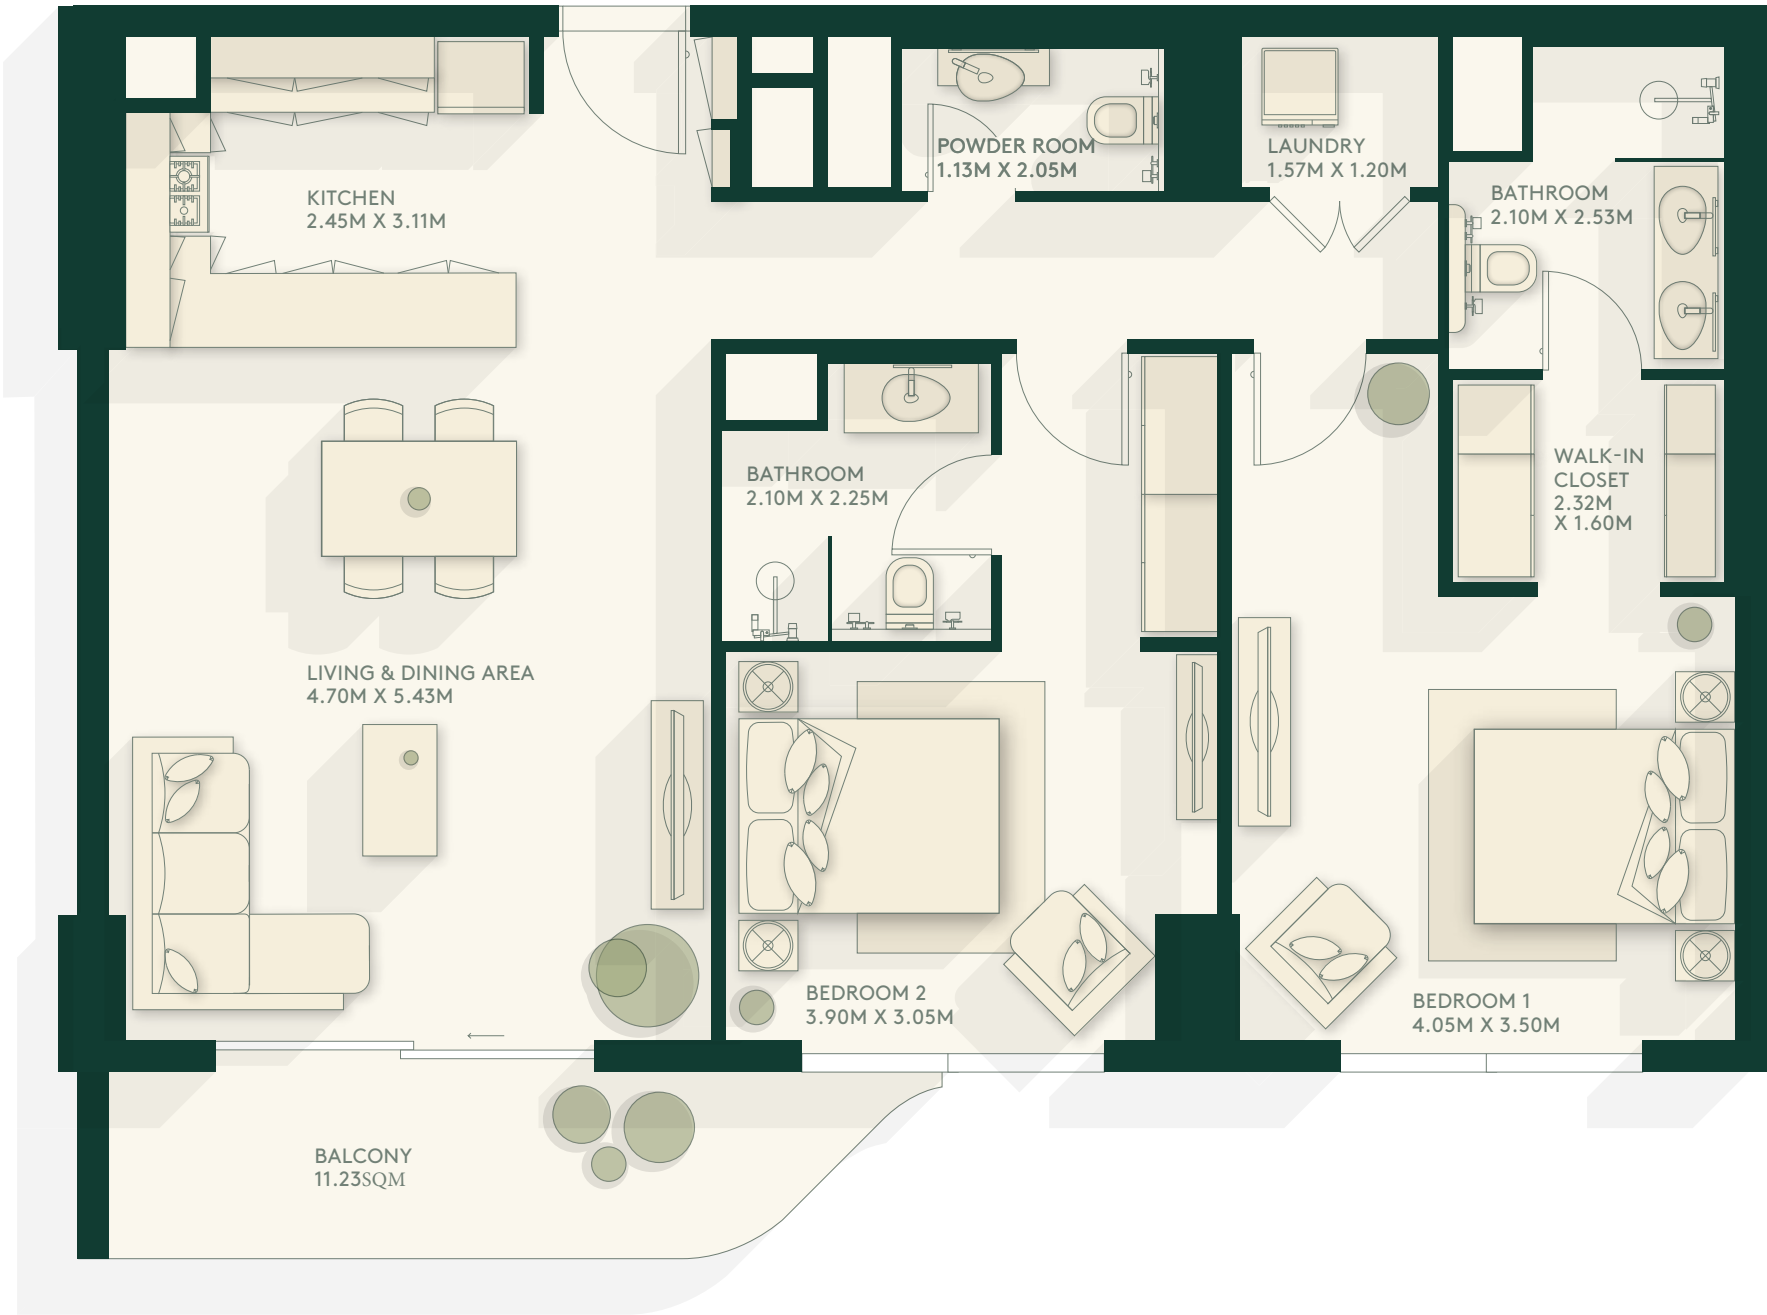 POWDER ROOM
1.13M X 2.05M
LAUNDRY
1.57M X 1.20M
KITCHEN
2.45M X 3.11M
BATHROOM
2.10M X 2.53M
BATHROOM
2.10M X 2.25M
WALK-IN
CLOSET
2.32M
X 1.60M
LIVING & DINING AREA
4.70M X 5.43M
BEDROOM 2
3.90M X 3.05M
BEDROOM 1
4.05M X 3.50M
BALCONY
11.23SQM